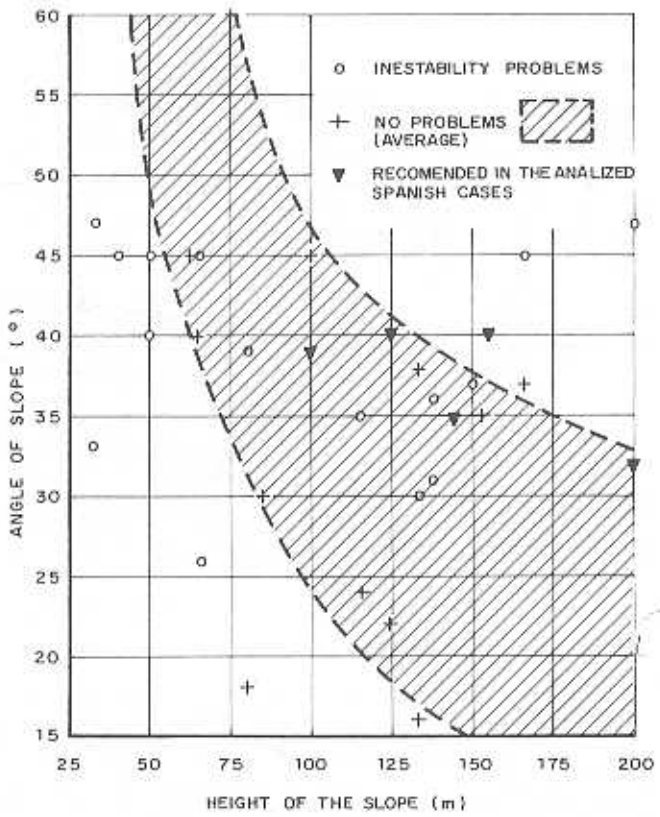 60
55
50
45
40
35
30
25
20
15
ANGLE OF SLOPE (°)
o INESTABILITY PROBLEMS
+ NO PROBLEMS
(AVERAGE)
▼ RECOMENDED IN THE ANALIZED
SPANISH CASES
25 50 75 100 125 150 175 200
HEIGHT OF THE SLOPE (m)